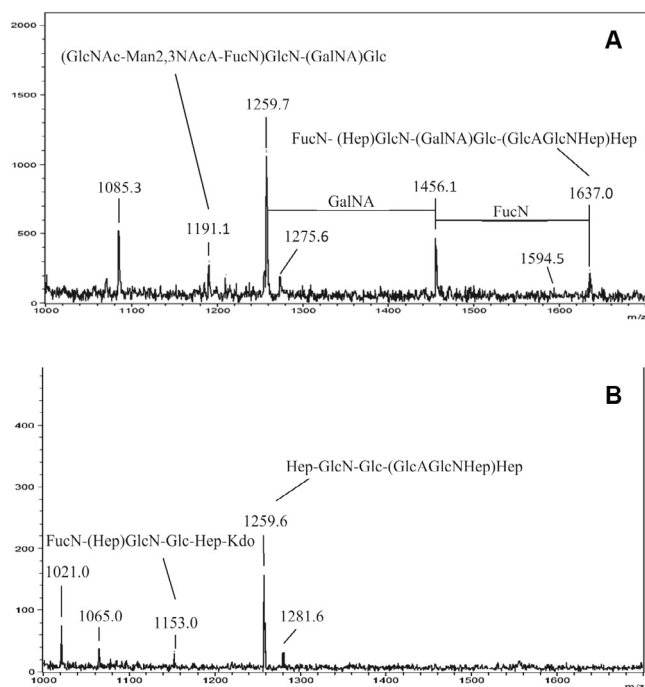 2000
A
(GlcNAc-Man2,3NAcA-FucN)GlcN-(GalNA)Glc
1500
1259.7
FucN- (Hep)GlcN-(GalNA)Glc-(GlcAGlcNHep)Hep
1000
1085.3
GalNA
1456.1
1637.0
1191.1
FucN
500
1275.6
1594.5
0
1000 1100 1200 1300 1400 1500 1600 m/z
B
400
Hep-GlcN-Glc-(GlcAGlcNHep)Hep
300
1259.6
FucN-(Hep)GlcN-Glc-Hep-Kdo
200
1021.0
1065.0
1153.0
1281.6
100
0
1000 1100 1200 1300 1400 1500 1600 m/z